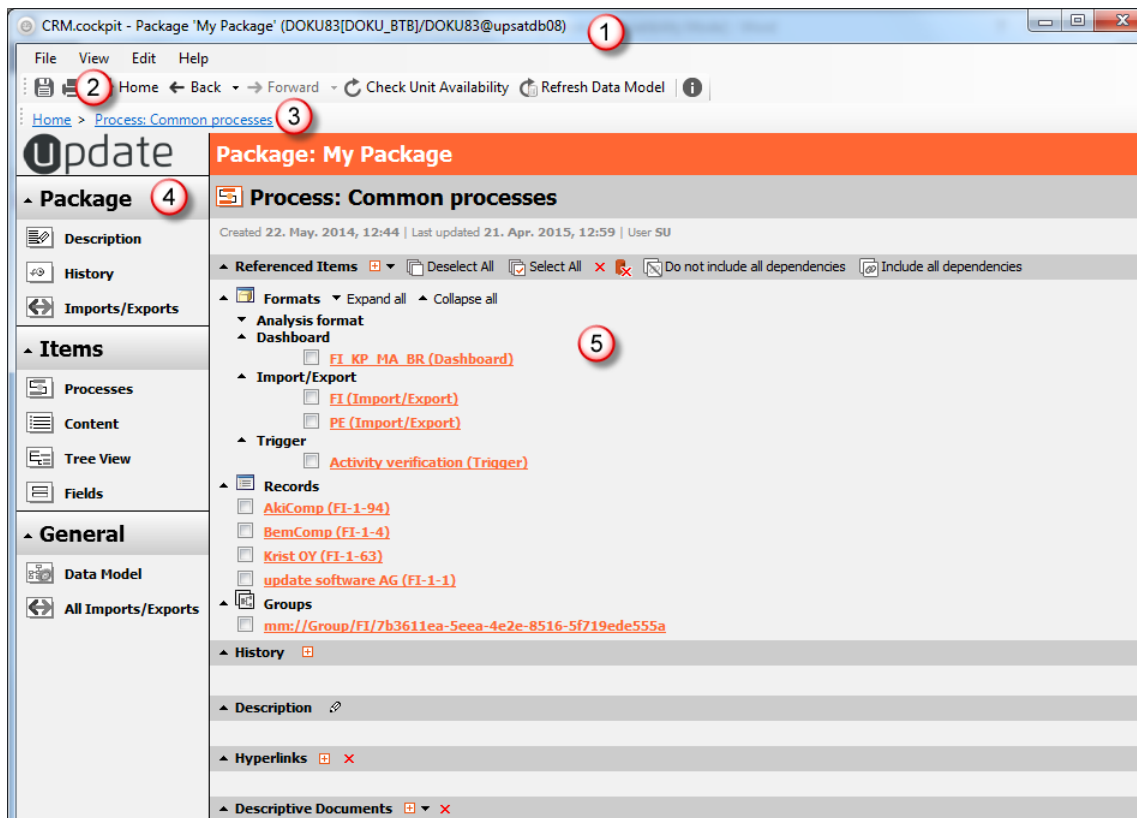 CRM.cockpit - Package 'My Package' (DOKU83[DOKU_BTB]/DOKU83@upsatdb08)
1
File View Edit Help
2 Home Back Forward Check Unit Availability Refresh Data Model
Home > Process: Common processes 3
update
Package: My Package
Package 4
Description
History
Imports/Exports
Items
Processes
Content
Tree View
Fields
General
Data Model
All Imports/Exports
Process: Common processes
Created 22. May. 2014, 12:44 | Last updated 21. Apr. 2015, 12:59 | User SU
Referenced Items Deselect All Select All Do not include all dependencies Include all dependencies
Formats Expand all Collapse all
Analysis format
Dashboard
5
FI_KP_MA_BR (Dashboard)
Import/Export
FI (Import/Export)
PE (Import/Export)
Trigger
Activity verification (Trigger)
Records
AkiComp (FI-1-94)
BemComp (FI-1-4)
Krist OY (FI-1-63)
update software AG (FI-1-1)
Groups
mm://Group/FI/7b3611ea-5eea-4e2e-8516-5f719ede555a
History
Description
Hyperlinks
Descriptive Documents